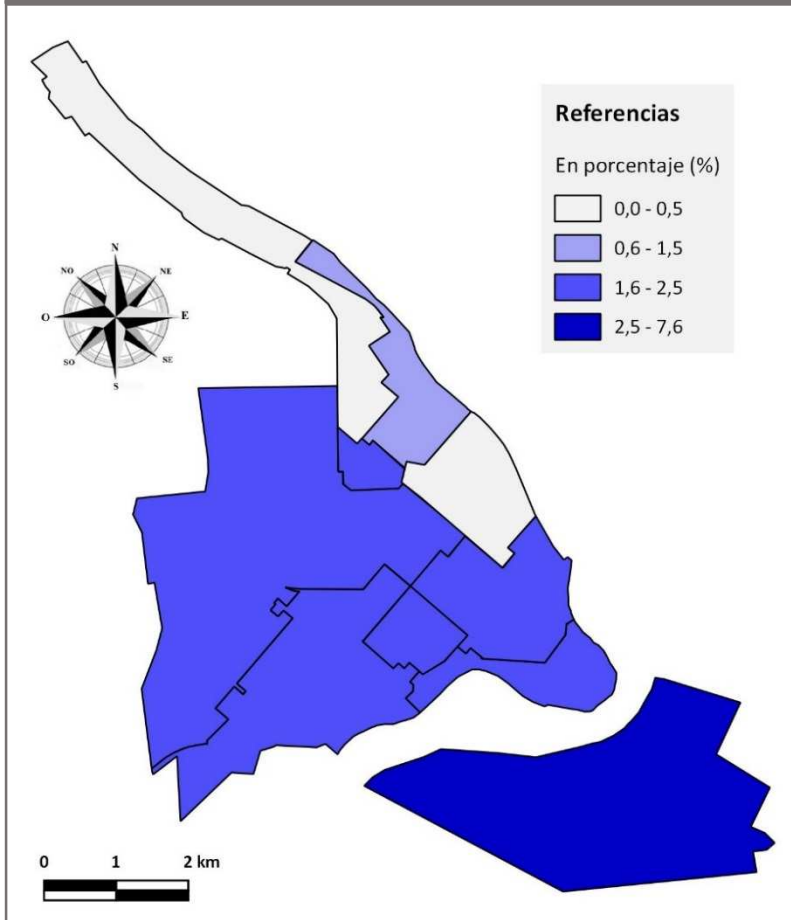 Referencias
En porcentaje (%)
0,0 - 0,5
0,6 - 1,5
1,6 - 2,5
2,5 - 7,6
N
NO NE
O E
SO SE
S
0 1 2 km